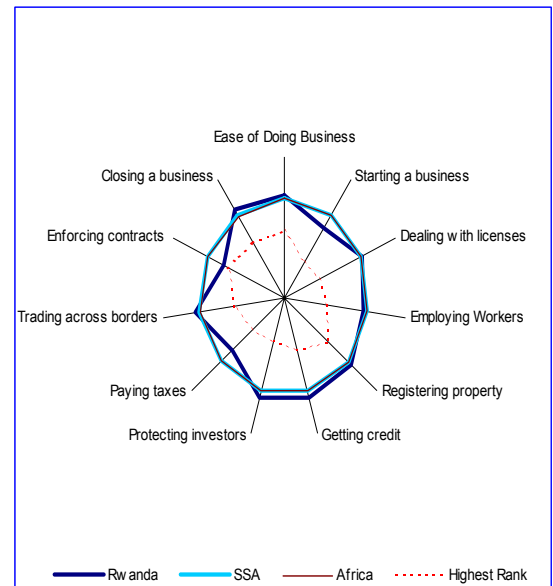 Ease of Doing Business
Closing a business
Starting a business
Enforcing contracts
Dealing with licenses
Trading across borders
Employing Workers
Paying taxes
Registering property
Protecting investors
Getting credit
Rwanda SSA Africa Highest Rank